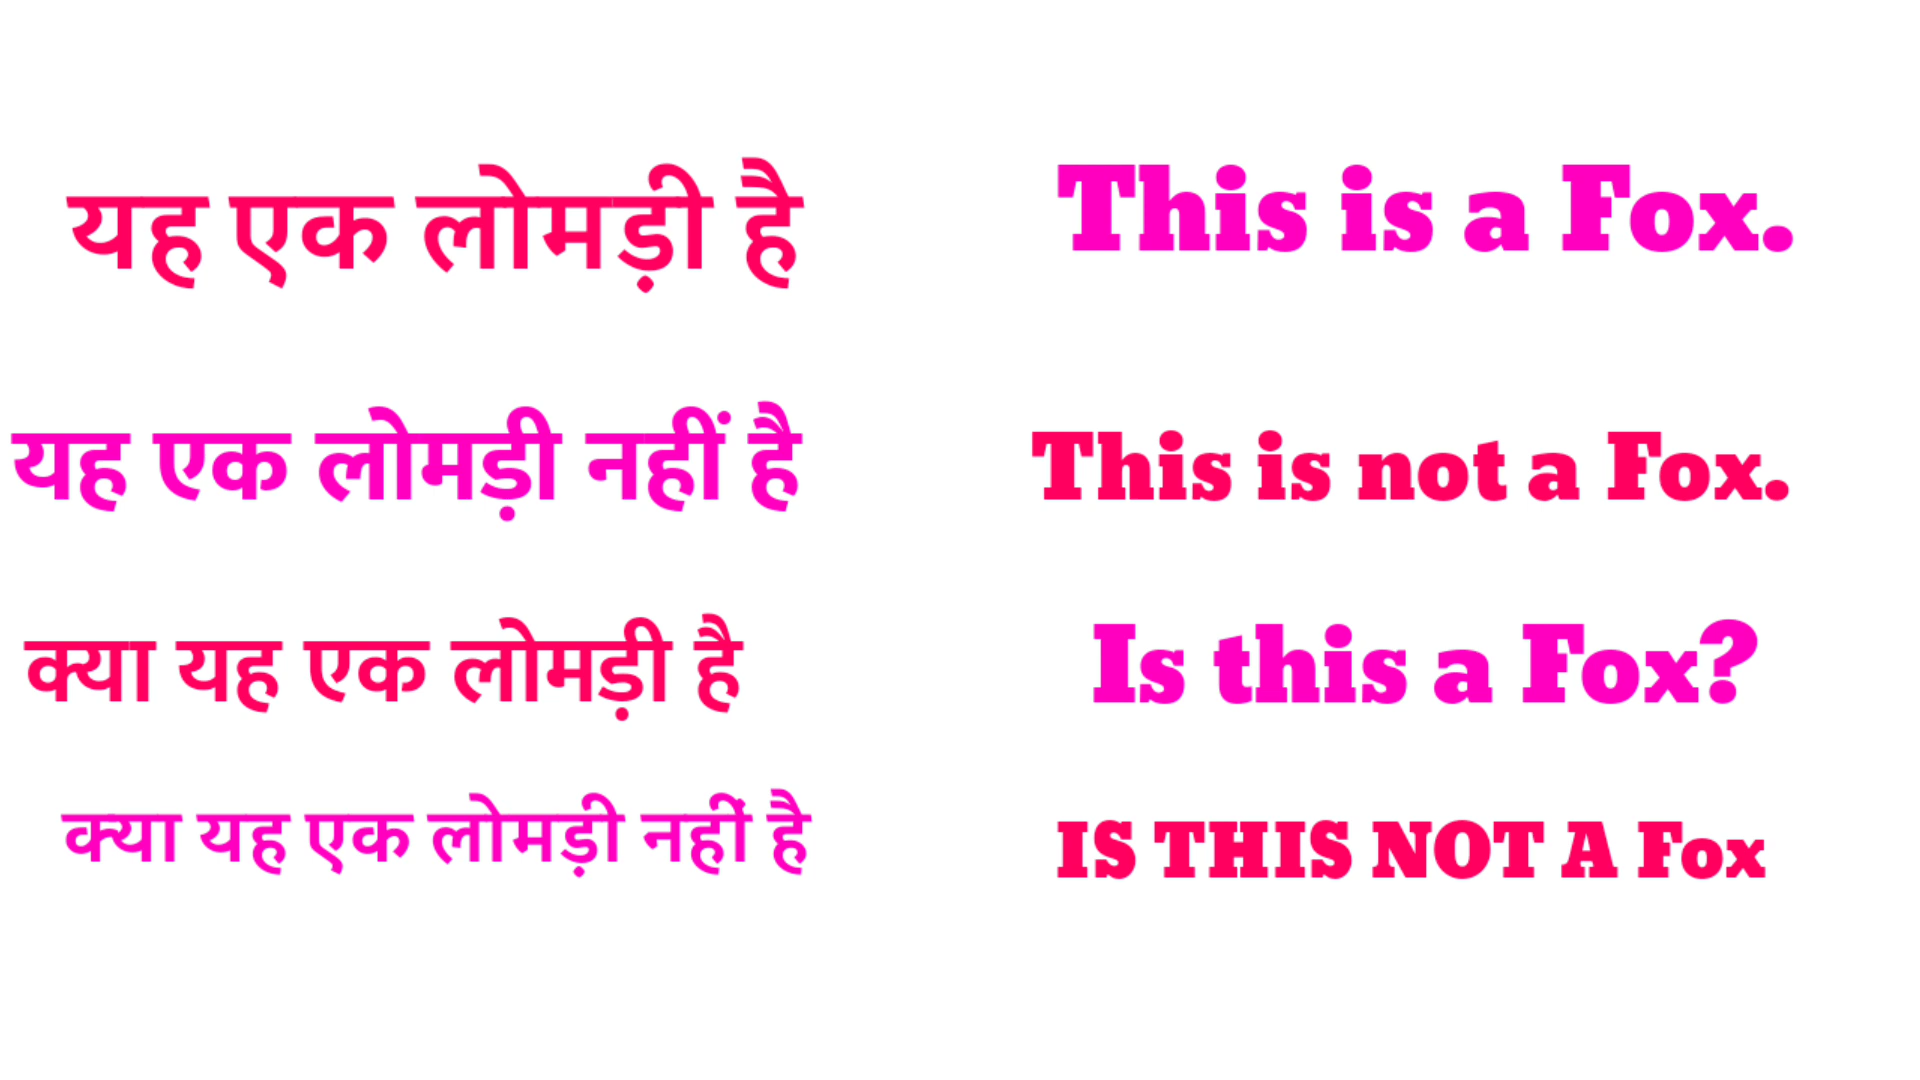 यह एक लोमड़ी है
This is a Fox.
यह एक लोमड़ी नहीं है
This is not a Fox.
क्या यह एक लोमड़ी है
Is this a Fox?
क्या यह एक लोमड़ी नहीं है
IS THIS NOT A Fox